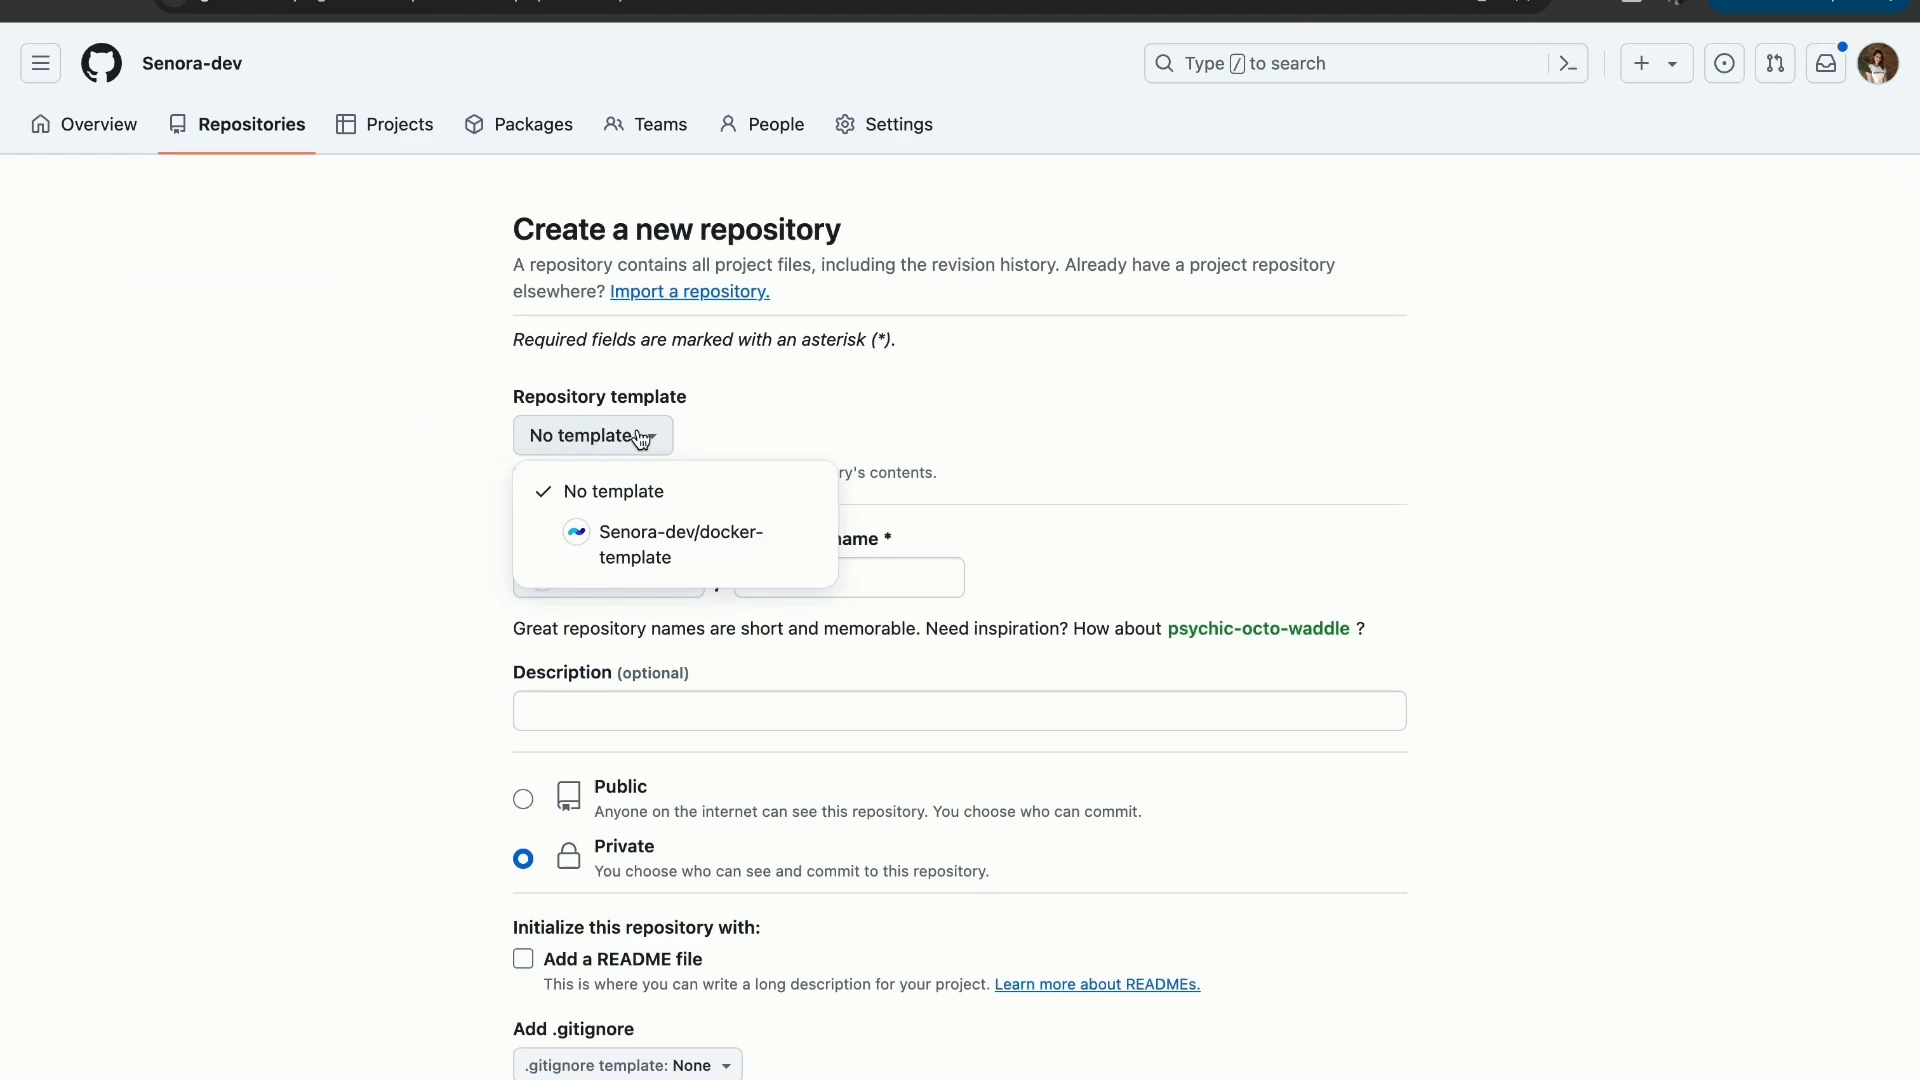 Senora-dev
Type / to search
Overview
Repositories
Projects
Packages
Teams
People
Settings
Create a new repository
A repository contains all project files, including the revision history. Already have a project repository
elsewhere? Import a repository.
Required fields are marked with an asterisk (*).
Repository template
No template
ry's contents.
No template
Senora-dev/docker-
template
name *
Great repository names are short and memorable. Need inspiration? How about psychic-octo-waddle ?
Description (optional)
Public
Anyone on the internet can see this repository. You choose who can commit.
Private
You choose who can see and commit to this repository.
Initialize this repository with:
Add a README file
This is where you can write a long description for your project. Learn more about READMEs.
Add .gitignore
.gitignore template: None